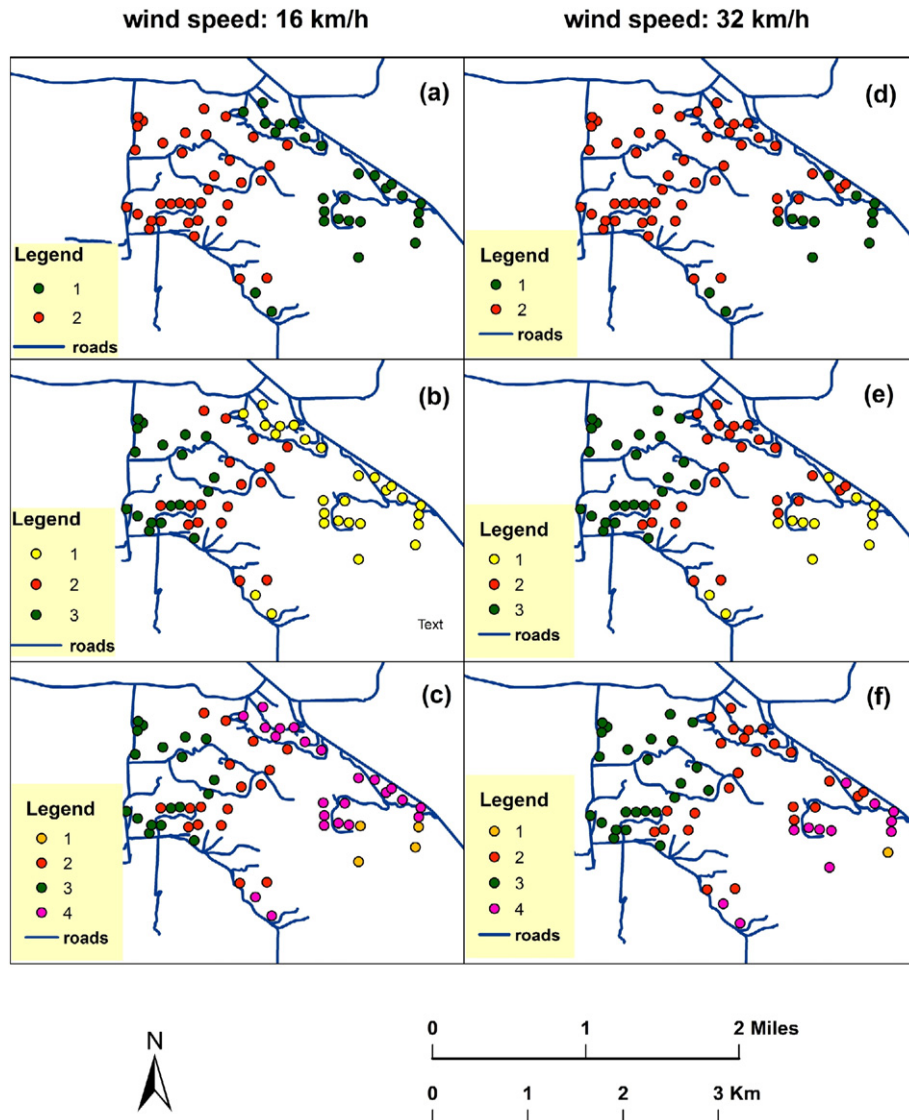 wind speed: 16 km/h
wind speed: 32 km/h
(a)
Legend
1
2
roads
(d)
Legend
1
2
roads
(b)
Legend
1
2
3
roads
Text
(e)
Legend
1
2
3
roads
(c)
Legend
1
2
3
4
roads
(f)
Legend
1
2
3
4
roads
N
0 1 2 Miles
0 1 2 3 Km